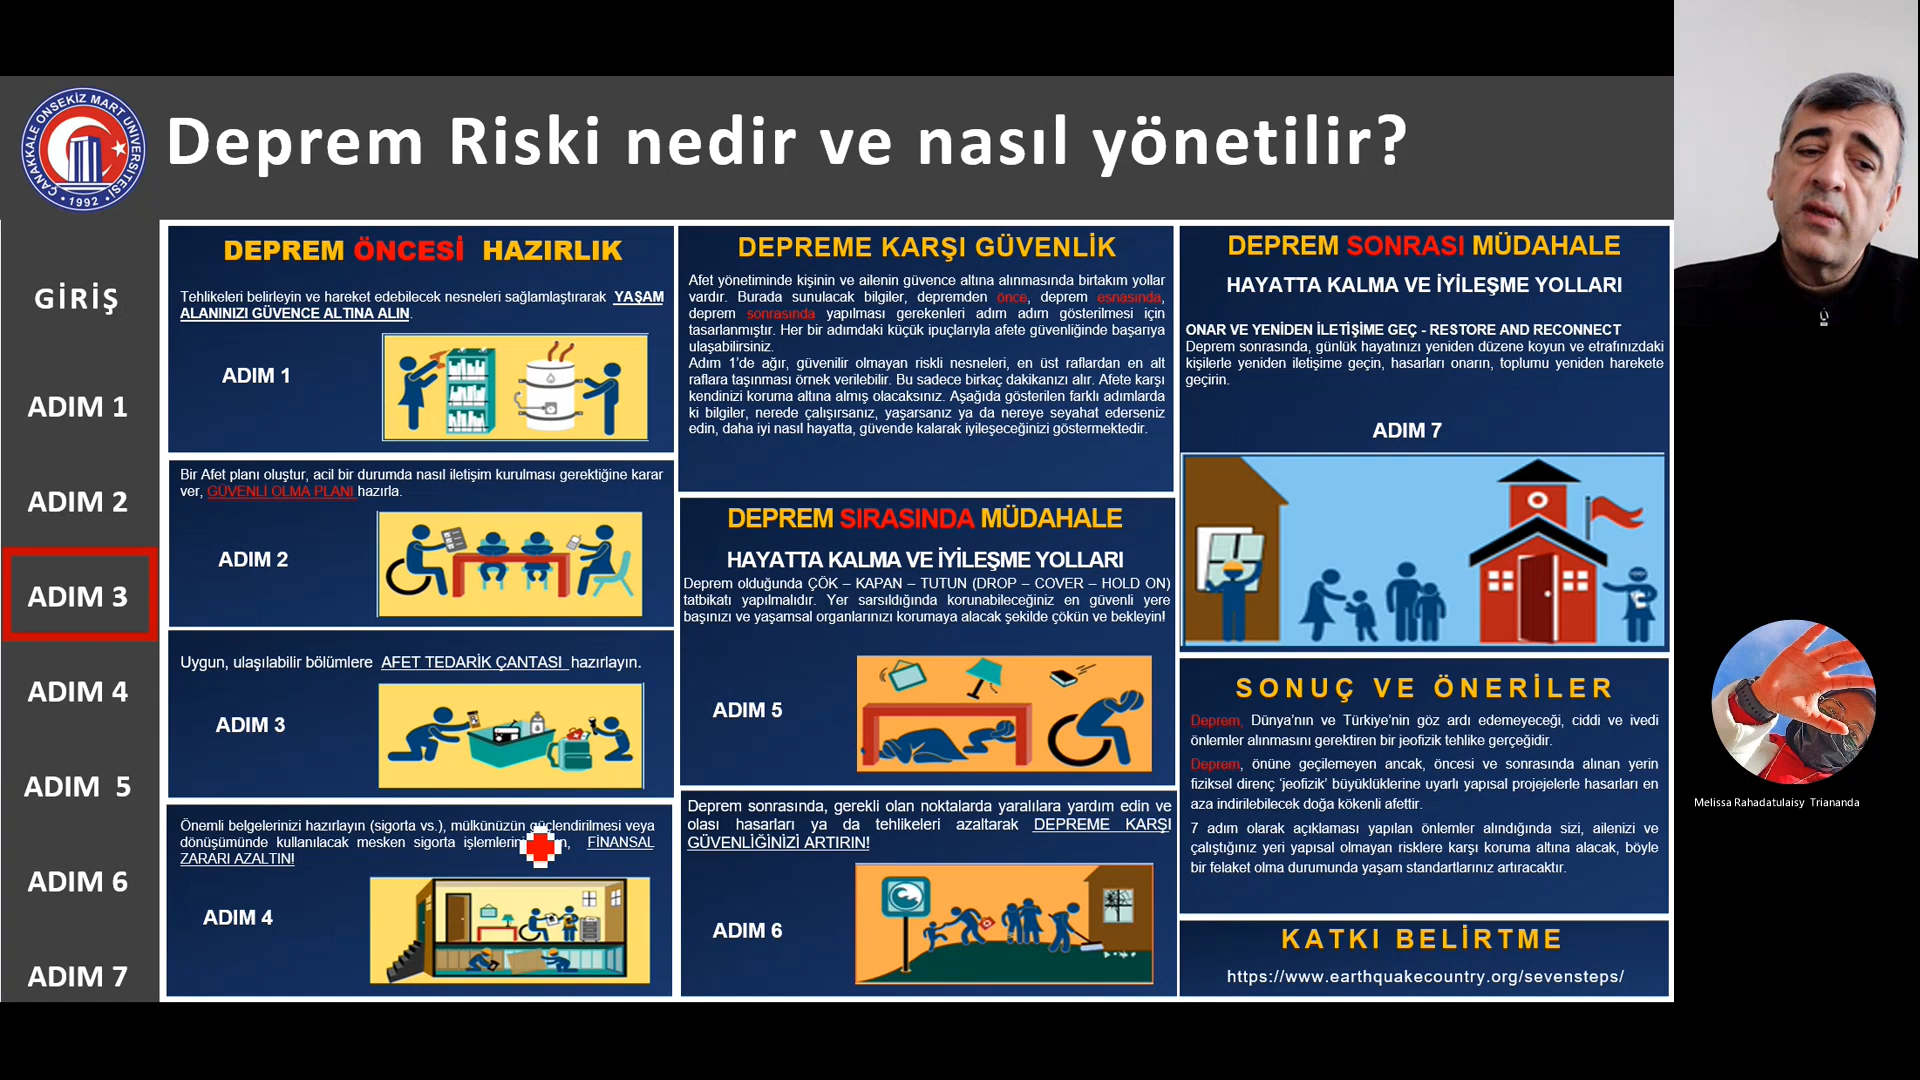 ÇANAKKALE ONSEKİZ MART ÜNİVERSİTESİ
• 1992 •
Deprem Riski nedir ve nasıl yönetilir?
GİRİŞ
ADIM 1
ADIM 2
ADIM 3
ADIM 4
ADIM 5
ADIM 6
ADIM 7
DEPREM ÖNCESİ HAZIRLIK
Tehlikeleri belirleyin ve hareket edebilecek nesneleri sağlamlaştırarak YAŞAM
ALANINIZI GÜVENCE ALTINA ALIN.
ADIM 1
Bir Afet planı oluştur, acil bir durumda nasıl iletişim kurulması gerektiğine karar
ver, GÜVENLİ OLMA PLANI hazırla.
ADIM 2
Uygun, ulaşılabilir bölümlere AFET TEDARİK ÇANTASI hazırlayın.
ADIM 3
Önemli belgelerinizi hazırlayın (sigorta vs.), mülkünüzün güçlendirilmesi veya
dönüşümünde kullanılacak mesken sigorta FİNANSAL
ZARARI AZALTIN!
ADIM 4
DEPREME KARŞI GÜVENLİK
Afet yönetiminde kişinin ve ailenin güvence altına alınmasında birtakım yollar
vardır. Burada sunulacak bilgiler, depremden önce, deprem esnasında,
deprem sonrasında yapılması gerekenleri adım adım gösterilmesi için
tasarlanmıştır. Her bir adımdaki küçük ipuçlarıyla afete güvenliğinde başarıya
ulaşabilirsiniz.
Adım 1'de ağır, güvenilir olmayan riskli nesneleri, en üst raflardan en alt
raflara taşınması örnek verilebilir. Bu sadece birkaç dakikanızı alır. Afete karşı
kendinizi koruma altına almış olacaksınız. Aşağıda gösterilen farklı adımlarda
ki bilgiler, nerede çalışırsanız, yaşarsanız ya da nereye seyahat ederseniz
edin, daha iyi nasıl hayatta, güvende kalarak iyileşeceğinizi göstermektedir.
DEPREM SIRASINDA MÜDAHALE
HAYATTA KALMA VE İYİLEŞME YOLLARI
Deprem olduğunda ÇÖK – KAPAN – TUTUN (DROP – COVER – HOLD ON)
tatbikatı yapılmalıdır. Yer sarsıldığında korunabileceğiniz en güvenli yere
başınızı ve yaşamsal organlarınızı korumaya alacak şekilde çökün ve bekleyin!
ADIM 5
Deprem sonrasında, gerekli olan noktalarda yaralılara yardım edin ve
olası hasarları ya da tehlikeleri azaltarak DEPREME KARŞI
GÜVENLİĞİNİZİ ARTIRIN!
ADIM 6
DEPREM SONRASI MÜDAHALE
HAYATTA KALMA VE İYİLEŞME YOLLARI
ONAR VE YENİDEN İLETİŞİME GEÇ - RESTORE AND RECONNECT
Deprem sonrasında, günlük hayatınızı yeniden düzene koyun ve etrafınızdaki
kişilerle yeniden iletişime geçin, hasarları onarın, toplumu yeniden harekete
geçirin.
ADIM 7
SONUÇ VE ÖNERİLER
Deprem, Dünya'nın ve Türkiye'nin göz ardı edemeyeceği, ciddi ve ivedi
önlemler alınmasını gerektiren bir jeofizik tehlike gerçeğidir.
Deprem, önüne geçilemeyen ancak, öncesi ve sonrasında alınan yerin
fiziksel direnç 'jeofizik' büyüklüklerine uyarlı yapısal projejelerle hasarları en
aza indirilebilecek doğa kökenli afettir.
7 adım olarak açıklaması yapılan önlemler alındığında sizi, ailenizi ve
çalıştığınız yeri yapısal olmayan risklere karşı koruma altına alacak, böyle
bir felaket olma durumunda yaşam standartlarınız artıracaktır.
KATKI BELİRTME
https://www.earthquakecountry.org/sevensteps/
Melissa Rahadatulaisy Triananda